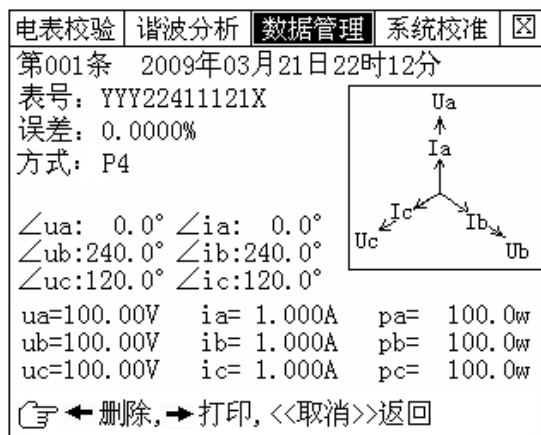 电表校验 谐波分析 数据管理 系统校准
第001条 2009年03月21日22时12分
表号: YYY22411121X
误差: 0.0000%
方式: P4
Ua
Ia
Ic Ib
Uc Ub
∠ua: 0.0° ∠ia: 0.0°
∠ub:240.0° ∠ib:240.0°
∠uc:120.0° ∠ic:120.0°
ua=100.00V ia= 1.000A pa= 100.0w
ub=100.00V ib= 1.000A pb= 100.0w
uc=100.00V ic= 1.000A pc= 100.0w
←删除,→打印,<<取消>>返回